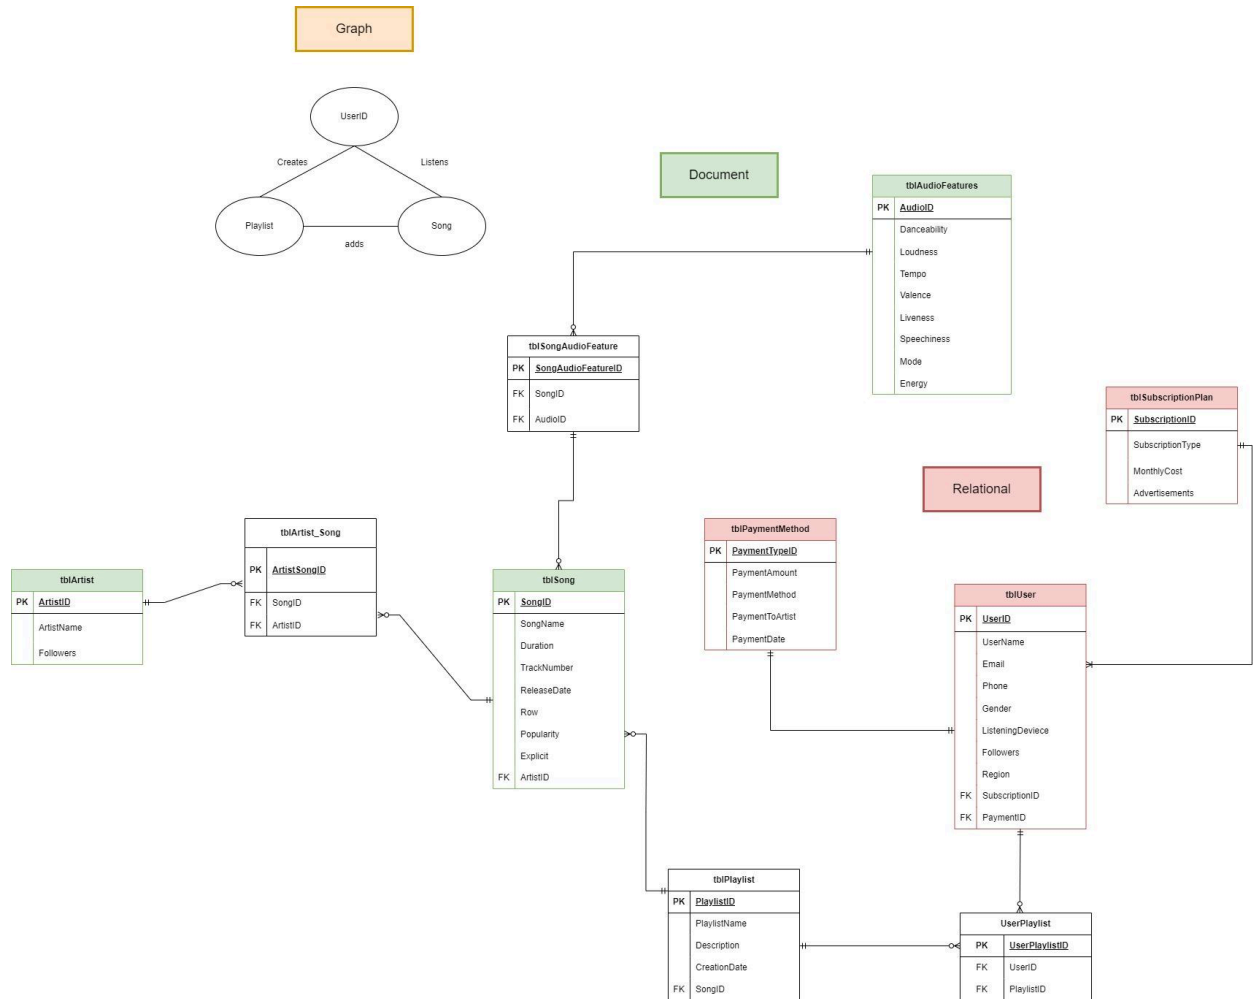 Graph
UserID
Creates
Listens
Playlist
Song
adds
Document
tblAudioFeatures
PK AudioID
Danceability
Loudness
Tempo
Valence
Liveness
Speechiness
Mode
Energy
tblSongAudioFeature
PK SongAudioFeatureID
FK SongID
FK AudioID
tblSubscriptionPlan
PK SubscriptionID
SubscriptionType
MonthlyCost
Advertisements
Relational
tblArtist_Song
PK ArtistSongID
FK SongID
FK ArtistID
tblPaymentMethod
PK PaymentTypeID
PaymentAmount
PaymentMethod
PaymentToArtist
PaymentDate
tblArtist
PK ArtistID
ArtistName
Followers
tblSong
PK SongID
SongName
Duration
TrackNumber
ReleaseDate
Row
Popularity
Explicit
FK ArtistID
tblUser
PK UserID
UserName
Email
Phone
Gender
ListeningDeviece
Followers
Region
FK SubscriptionID
FK PaymentID
tblPlaylist
PK PlaylistID
PlaylistName
Description
CreationDate
FK SongID
UserPlaylist
PK UserPlaylistID
FK UserID
FK PlaylistID